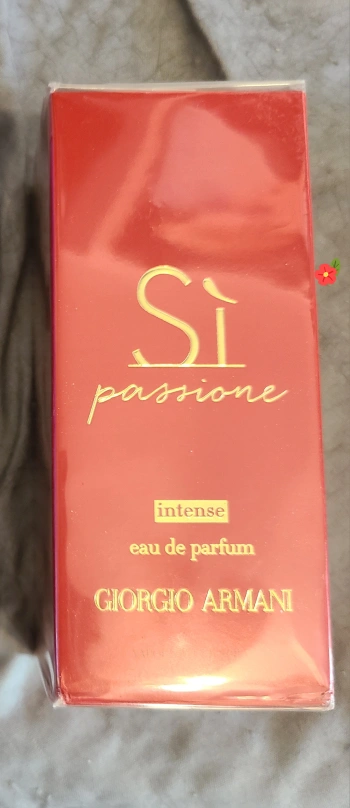 Sì
passione
intense
eau de parfum
GIORGIO ARMANI